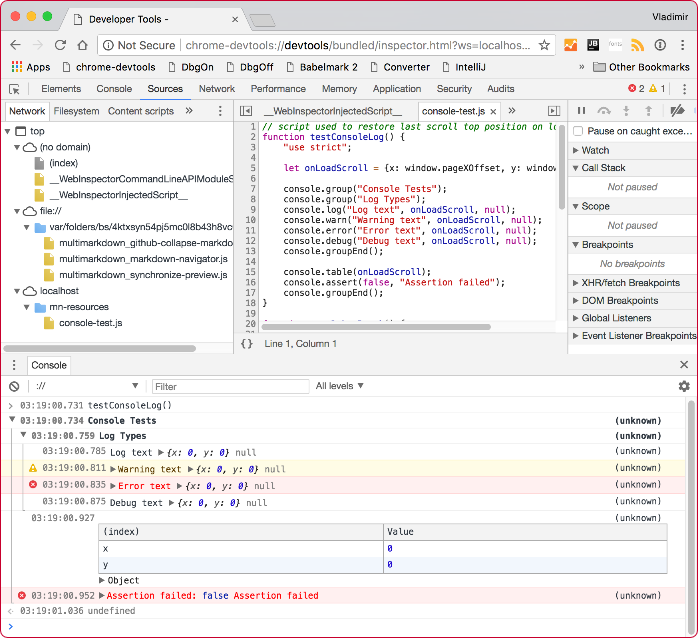 Developer Tools -
Vladimir
Not Secure chrome-devtools://devtools/bundled/inspector.html?ws=localhos...
Apps chrome-devtools DbgOn DbgOff Babelmark 2 Converter IntelliJ » Other Bookmarks
Elements Console Sources Network Performance Memory Application Security Audits 2 1
Network Filesystem Content scripts »
__WebInspectorInjectedScript__ console-test.js »
top
(no domain)
(index)
__WebInspectorCommandLineAPIModuleS
__WebInspectorInjectedScript__
file://
var/folders/bs/4ktxsyn54pj5mc0l8b43h8vc
multimarkdown_github-collapse-markdo
multimarkdown_markdown-navigator.js
multimarkdown_synchronize-preview.js
localhost
mn-resources
console-test.js
1 // script used to restore last scroll top position on lo
2 function testConsoleLog() {
3 "use strict";
4
5 let onLoadScroll = {x: window.pageXOffset, y: window
6
7 console.group("Console Tests");
8 console.group("Log Types");
9 console.log("Log text", onLoadScroll, null);
10 console.warn("Warning text", onLoadScroll, null);
11 console.error("Error text", onLoadScroll, null);
12 console.debug("Debug text", onLoadScroll, null);
13 console.groupEnd();
14
15 console.table(onLoadScroll);
16 console.assert(false, "Assertion failed");
17 console.groupEnd();
18 }
19
20
{} Line 1, Column 1
Pause on caught exce...
Watch
Call Stack
Not paused
Scope
Not paused
Breakpoints
No breakpoints
XHR/fetch Breakpoints
DOM Breakpoints
Global Listeners
Event Listener Breakpoints
Console
:// Filter All levels
03:19:00.731 testConsoleLog()
03:19:00.734 Console Tests (unknown)
03:19:00.759 Log Types (unknown)
03:19:00.785 Log text {x: 0, y: 0} null (unknown)
03:19:00.811 Warning text {x: 0, y: 0} null (unknown)
03:19:00.835 Error text {x: 0, y: 0} null (unknown)
03:19:00.875 Debug text {x: 0, y: 0} null (unknown)
03:19:00.927 (unknown)
(index) Value
x 0
y 0
Object
03:19:00.952 Assertion failed: false Assertion failed (unknown)
03:19:01.036 undefined